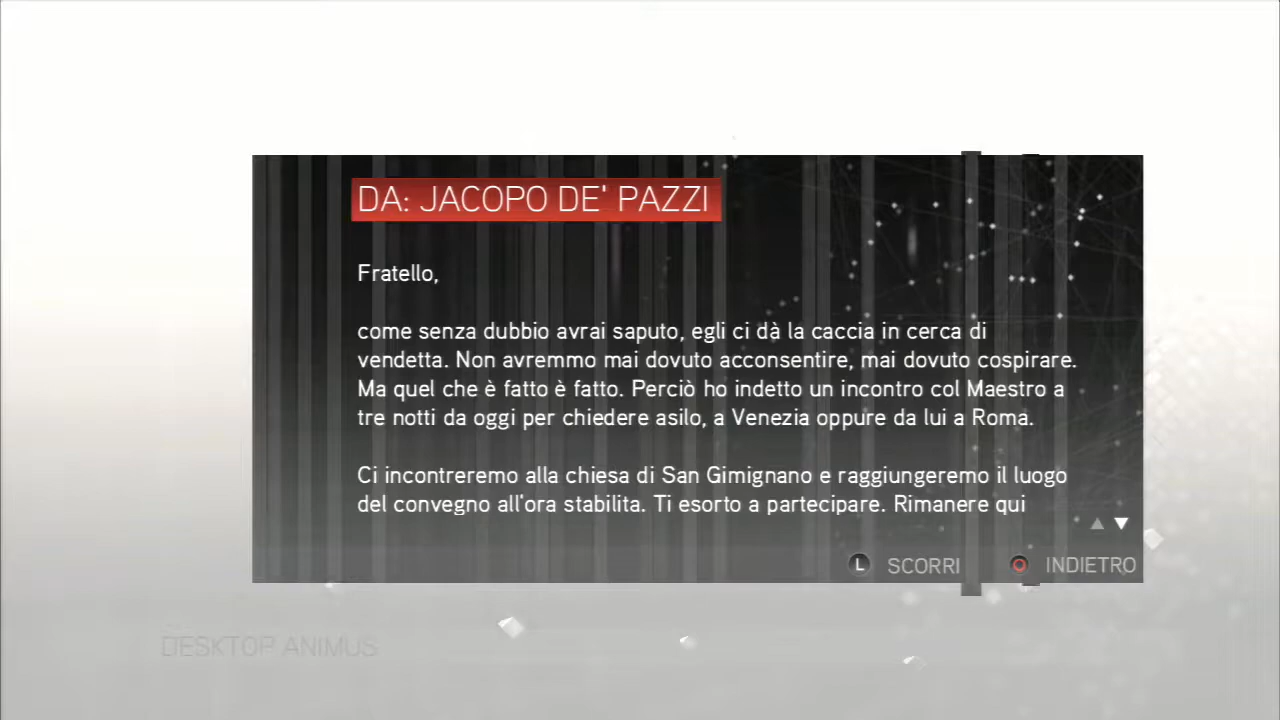 DA: JACOPO DE' PAZZI
Fratello,
come senza dubbio avrai saputo, egli ci dà la caccia in cerca di
vendetta. Non avremmo mai dovuto acconsentire, mai dovuto cospirare.
Ma quel che è fatto è fatto. Perciò ho indetto un incontro col Maestro a
tre notti da oggi per chiedere asilo, a Venezia oppure da lui a Roma.
Ci incontreremo alla chiesa di San Gimignano e raggiungeremo il luogo
del convegno all'ora stabilita. Ti esorto a partecipare. Rimanere qui
L SCORRI O INDIETRO
DESKTOP ANIMUS